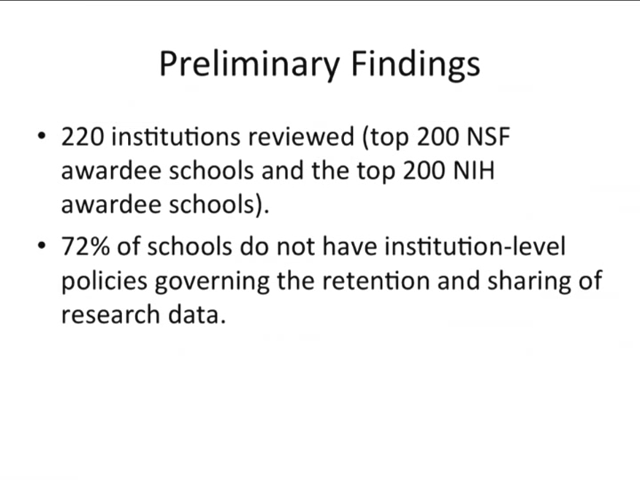 Preliminary Findings
• 220 institutions reviewed (top 200 NSF
awardee schools and the top 200 NIH
awardee schools).
• 72% of schools do not have institution-level
policies governing the retention and sharing of
research data.